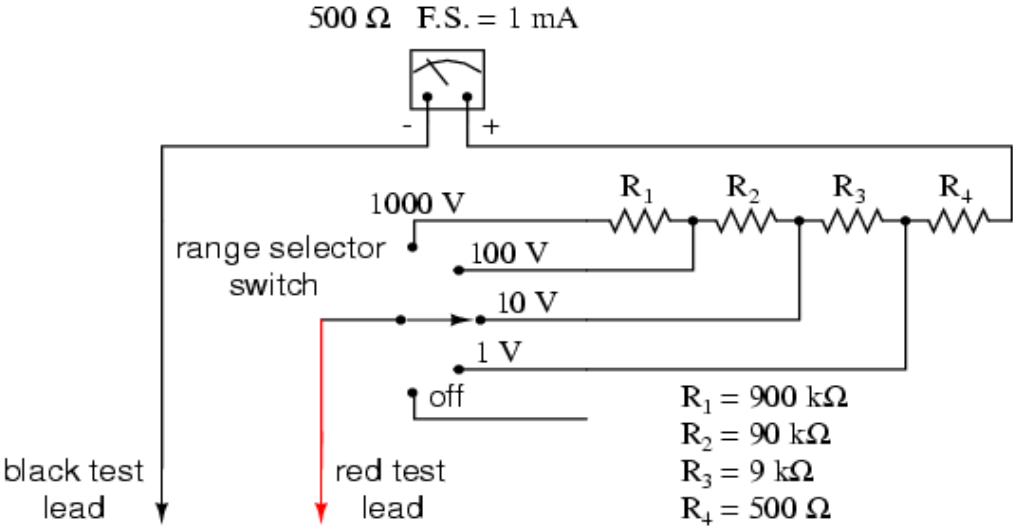 500 Ω F.S. = 1 mA
- +
R₁ R₂ R₃ R₄
1000 V
range selector
switch
100 V
10 V
1 V
off
R₁ = 900 kΩ
R₂ = 90 kΩ
R₃ = 9 kΩ
R₄ = 500 Ω
black test
lead
red test
lead